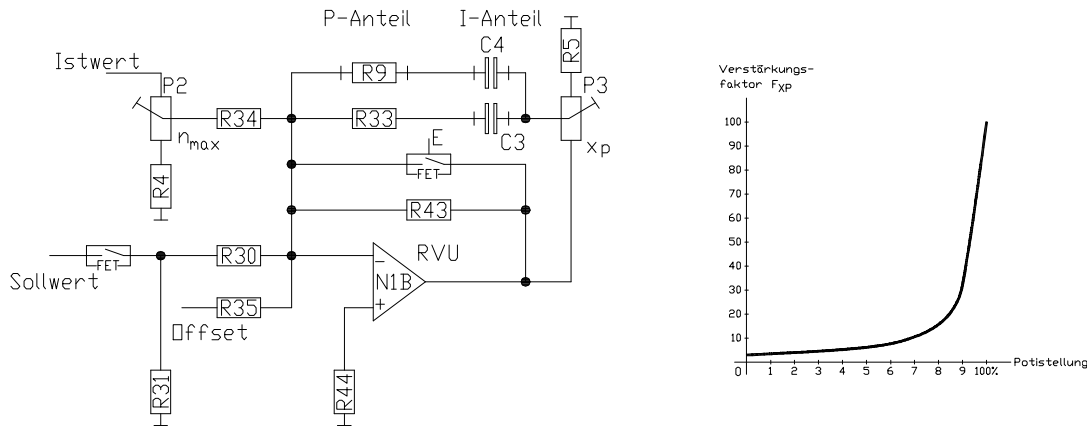 P-Anteil I-Anteil
Istwert
P2
R9
C4
R5
P3
R34
R33
C3
nmax
xp
R4
E
FET
R43
FET
R30
RVU
Sollwert
N1B
R35
Offset
R31
R44
Verstärkungs-
faktor FXP
100
90
80
70
60
50
40
30
20
10
0 1 2 3 4 5 6 7 8 9 100%
Potistellung